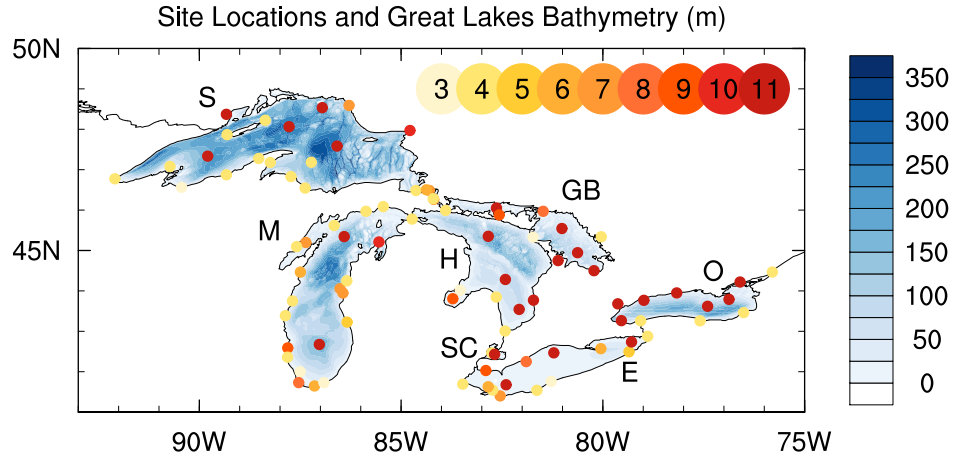 Site Locations and Great Lakes Bathymetry (m)
50N
3 4 5 6 7 8 9 10 11
350
S
300
250
GB
200
M
45N
H
O
150
100
50
SC
E
0
90W 85W 80W 75W